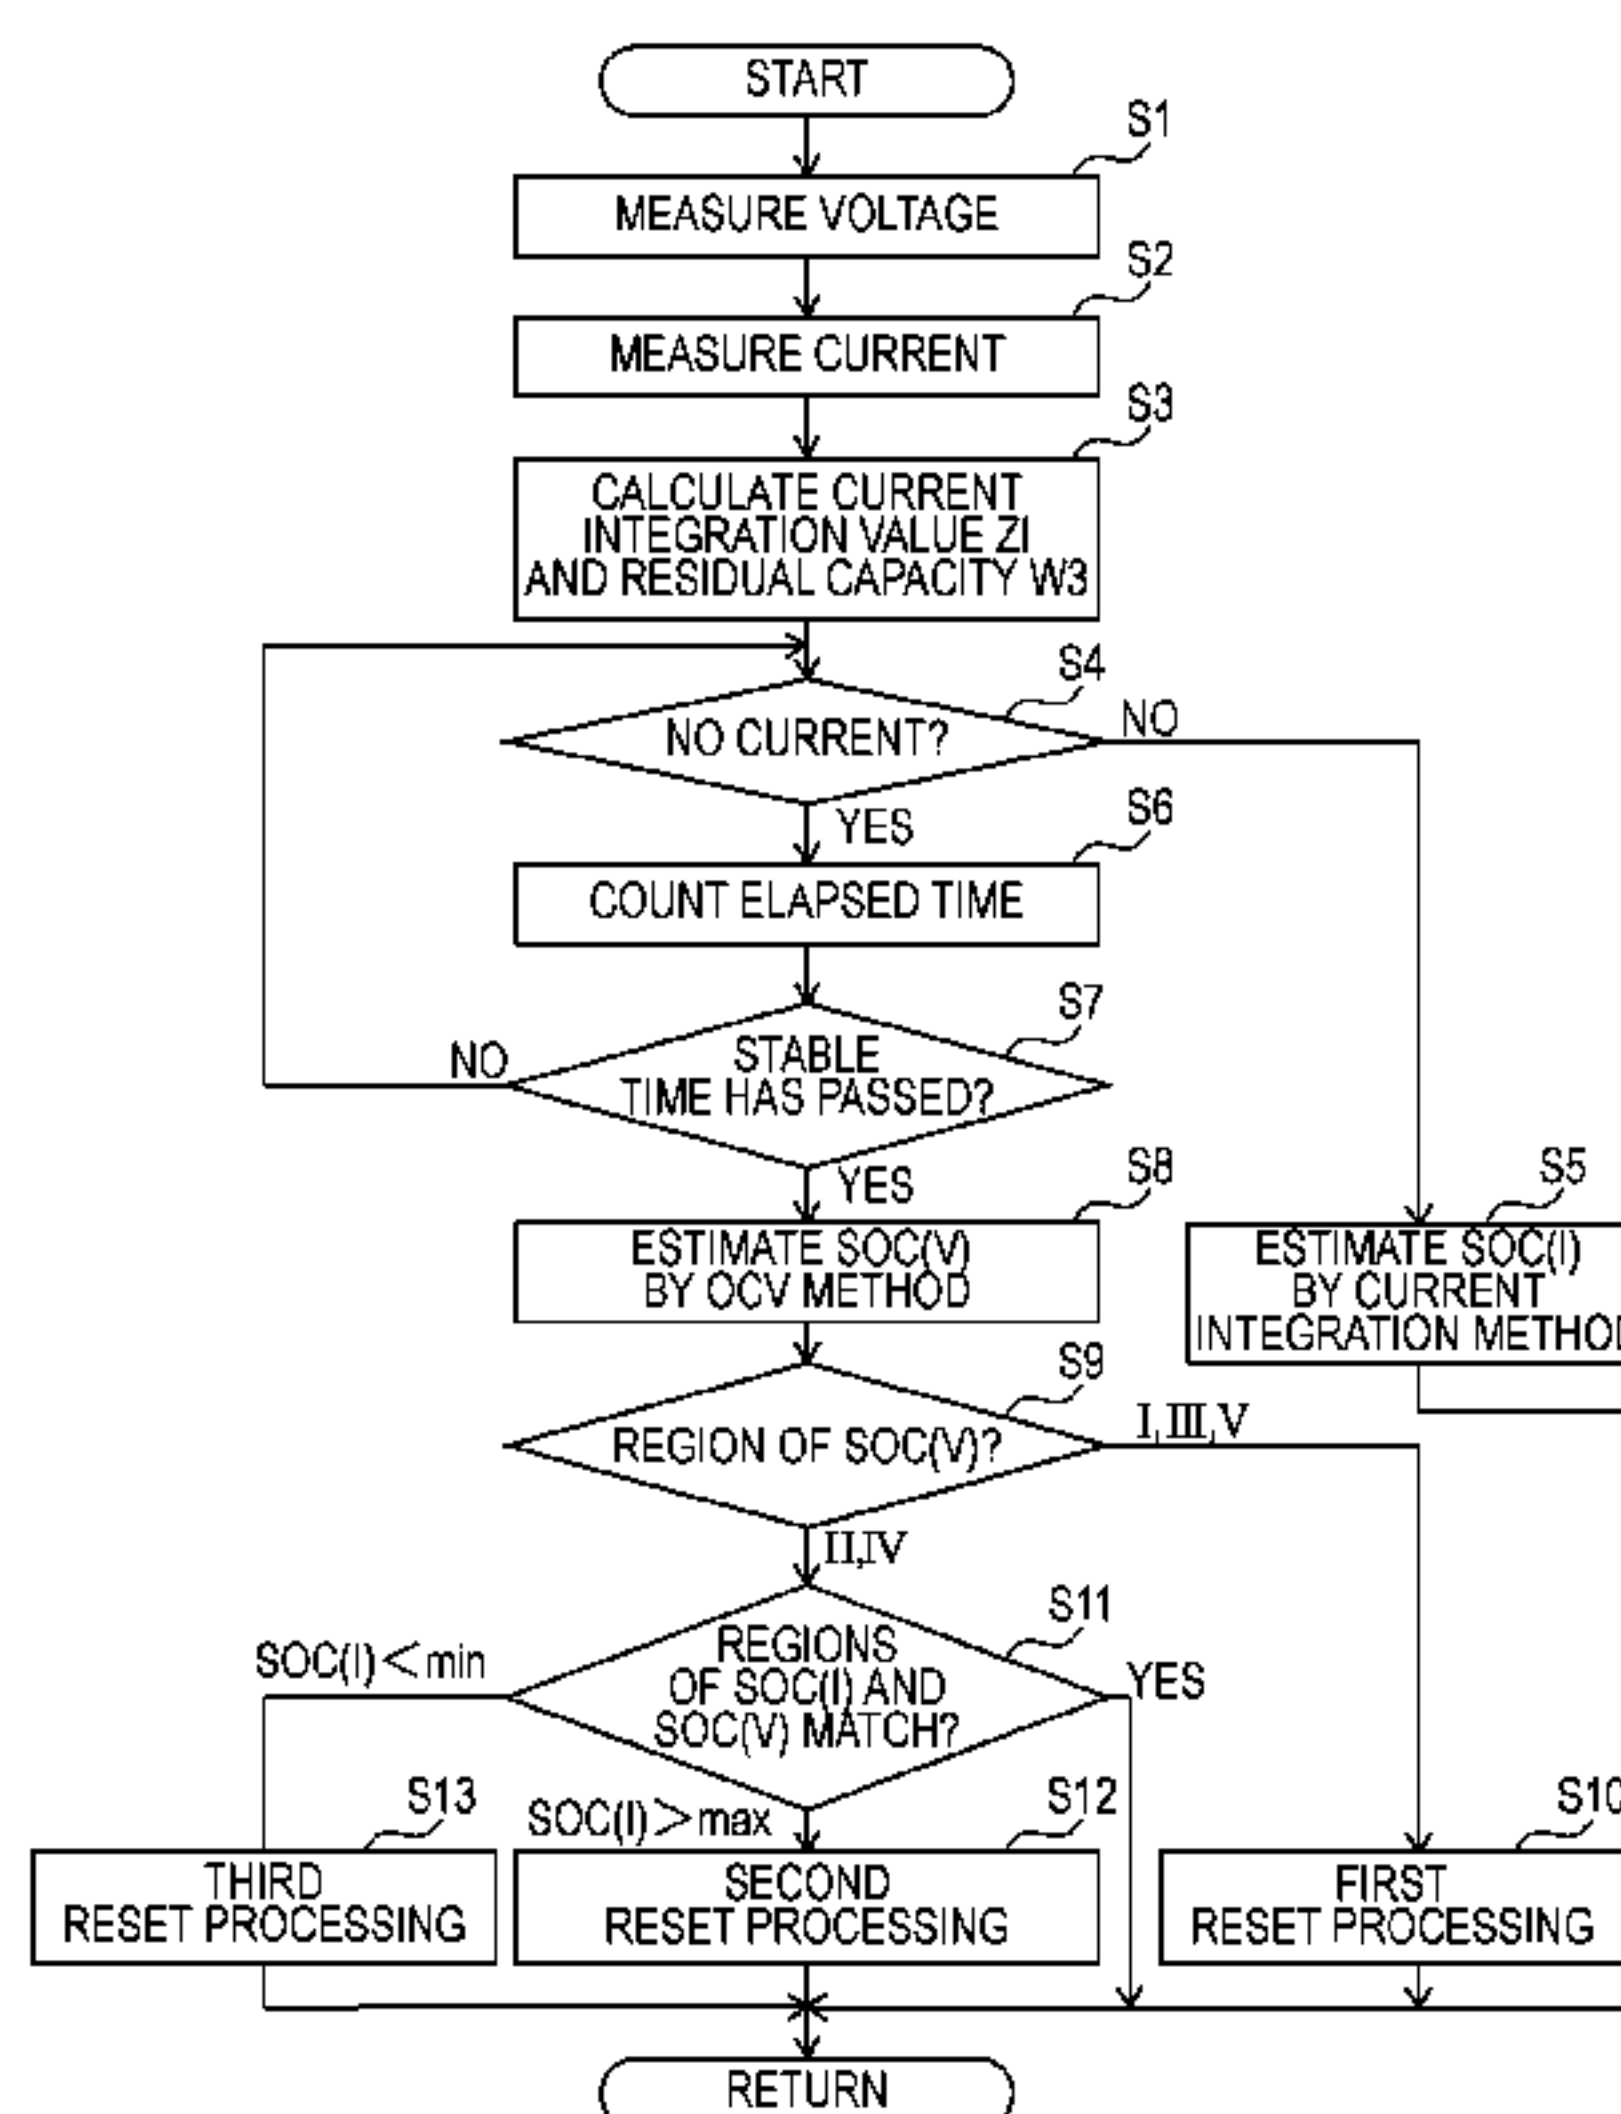 START
S1
MEASURE VOLTAGE
S2
MEASURE CURRENT
S3
CALCULATE CURRENT
INTEGRATION VALUE ZI
AND RESIDUAL CAPACITY W3
S4
NO CURRENT?
NO
YES
S6
COUNT ELAPSED TIME
S7
STABLE
TIME HAS PASSED?
NO
YES
S8
ESTIMATE SOC(V)
BY OCV METHOD
S5
ESTIMATE SOC(I)
BY CURRENT
INTEGRATION METHOD
S9
REGION OF SOC(V)?
I,III,V
II,IV
S11
REGIONS
OF SOC(I) AND
SOC(V) MATCH?
SOC(I)<min
YES
SOC(I)>max
S13
THIRD
RESET PROCESSING
S12
SECOND
RESET PROCESSING
S10
FIRST
RESET PROCESSING
RETURN